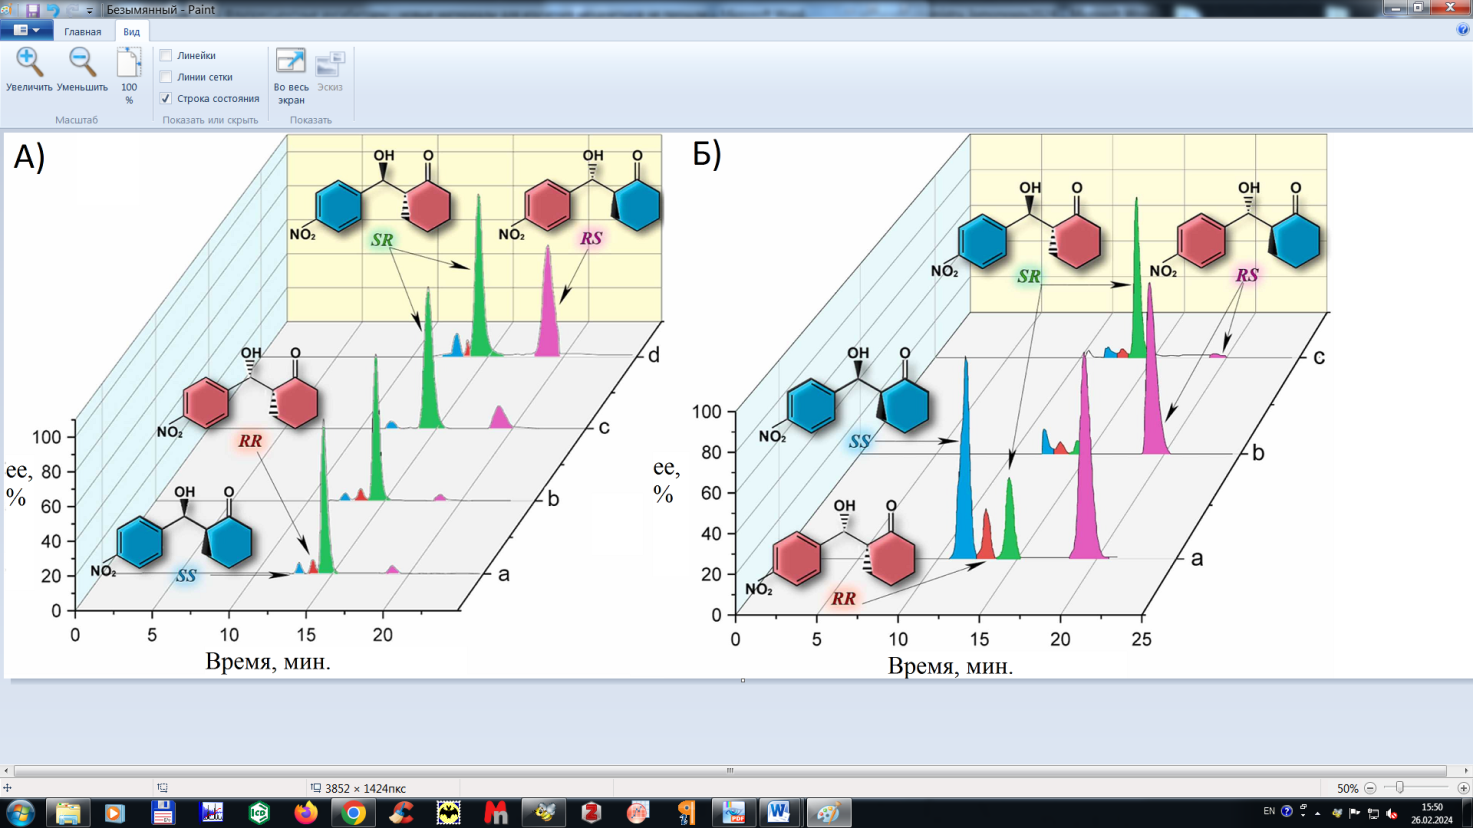 Безымянный - Paint
Главная
Вид
Увеличить
Уменьшить
100
%
Масштаб
Линейки
Линии сетки
Строка состояния
Показать или скрыть
Во весь
экран
Эскиз
Показать
А)
OH O
OH O
NO2
NO2
SR
RS
d
OH O
NO2
RR
c
OH O
NO2
SS
b
a
ee,
%
100
80
60
40
20
0
0 5 10 15 20
Время, мин.
Б)
OH O
OH O
NO2
NO2
SR
RS
c
OH O
NO2
SS
b
OH O
NO2
RR
a
ee,
%
100
80
60
40
20
0
0 5 10 15 20 25
Время, мин.
3852 × 1424пкс
50%
EN
15:50
26.02.2024